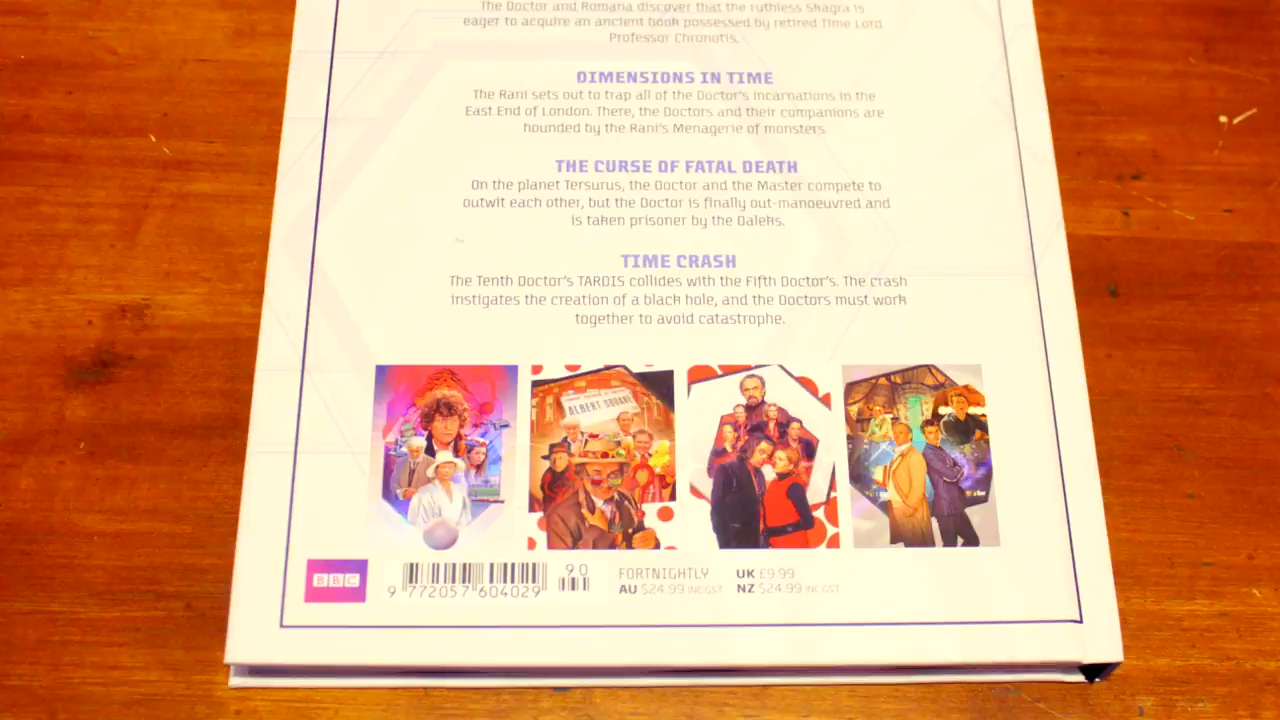 The Doctor and Romana discover that the ruthless Skagra is
eager to acquire an ancient book possessed by retired Time Lord
Professor Chronotis.
DIMENSIONS IN TIME
The Rani sets out to trap all of the Doctor's incarnations in the
East End of London. There, the Doctors and their companions are
hounded by the Rani's Menagerie of monsters.
THE CURSE OF FATAL DEATH
On the planet Tersurus, the Doctor and the Master compete to
outwit each other, but the Doctor is finally out-manoeuvred and
is taken prisoner by the Daleks.
TIME CRASH
The Tenth Doctor's TARDIS collides with the Fifth Doctor's. The crash
instigates the creation of a black hole, and the Doctors must work
together to avoid catastrophe.
ALBERT SQUARE
BBC
9 772057 604029
90
FORTNIGHTLY UK £9.99
AU $24.99 INC GST NZ $24.99 INC GST